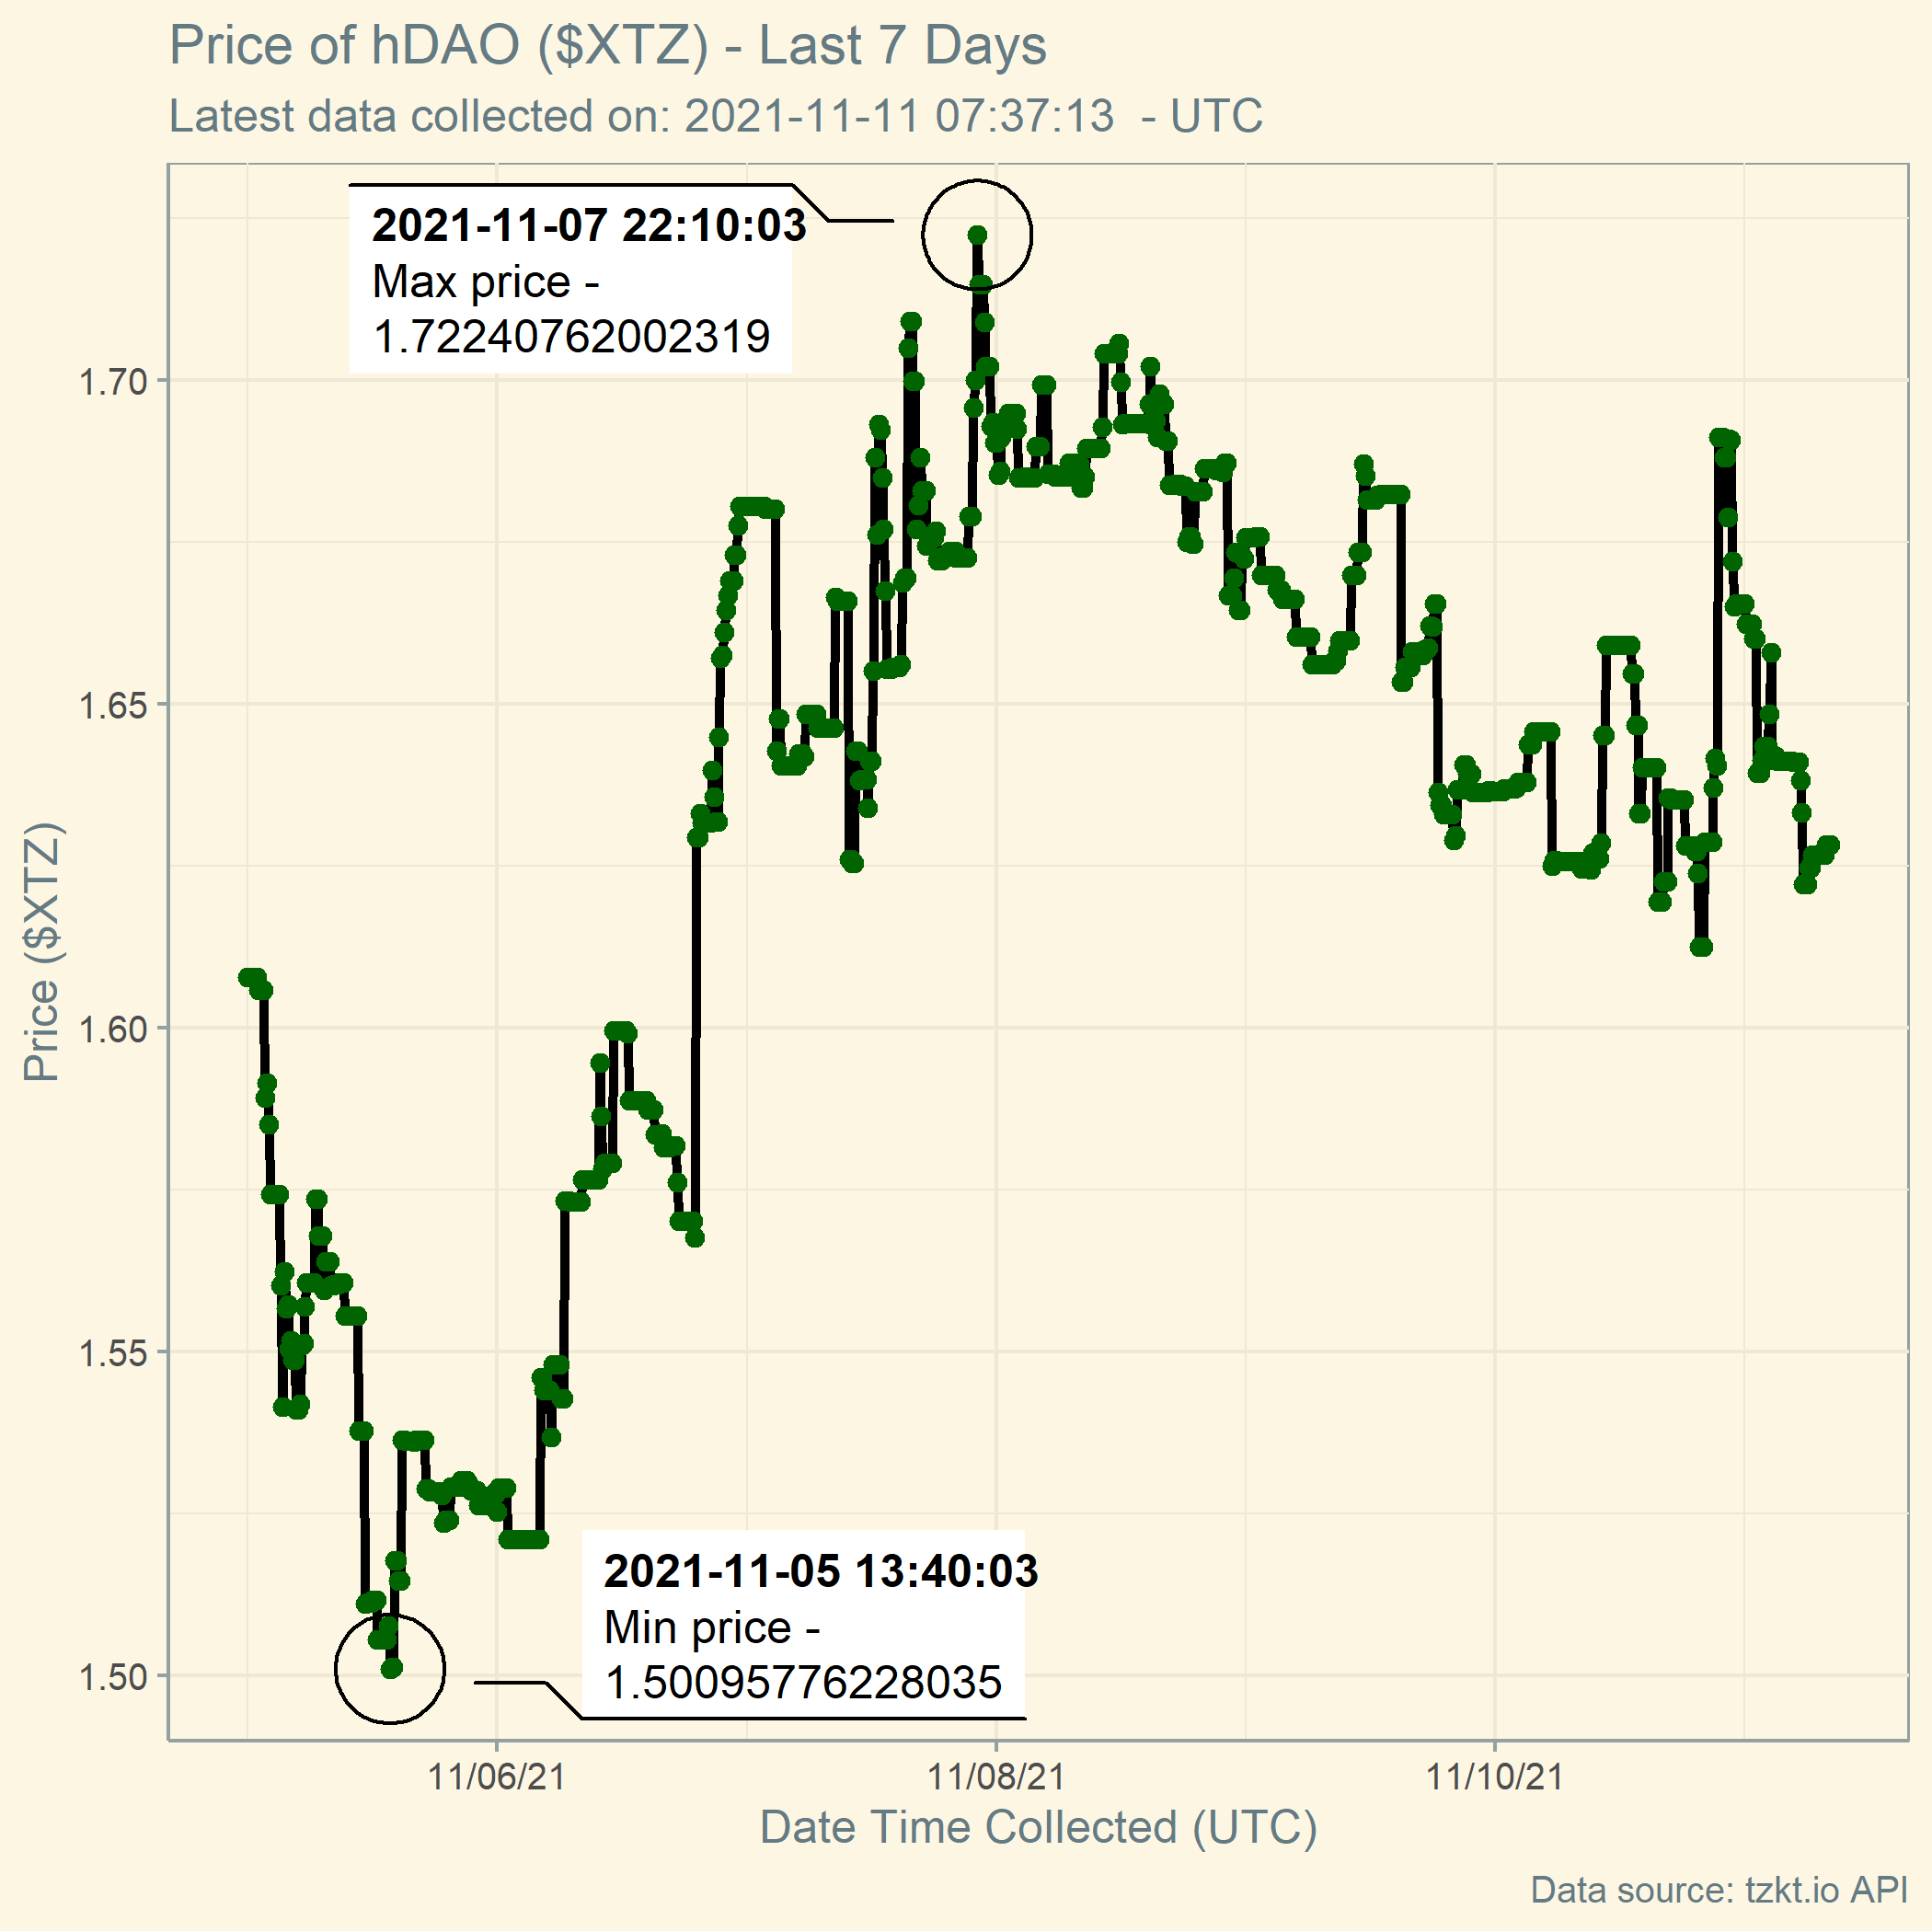 Price of hDAO ($XTZ) - Last 7 Days
Latest data collected on: 2021-11-11 07:37:13  - UTC
2021-11-07 22:10:03
Max price -
1.72240762002319
1.70
1.65
1.60
1.55
1.50
Price ($XTZ)
2021-11-05 13:40:03
Min price -
1.50095776228035
11/06/21
11/08/21
11/10/21
Date Time Collected (UTC)
Data source: tzkt.io API